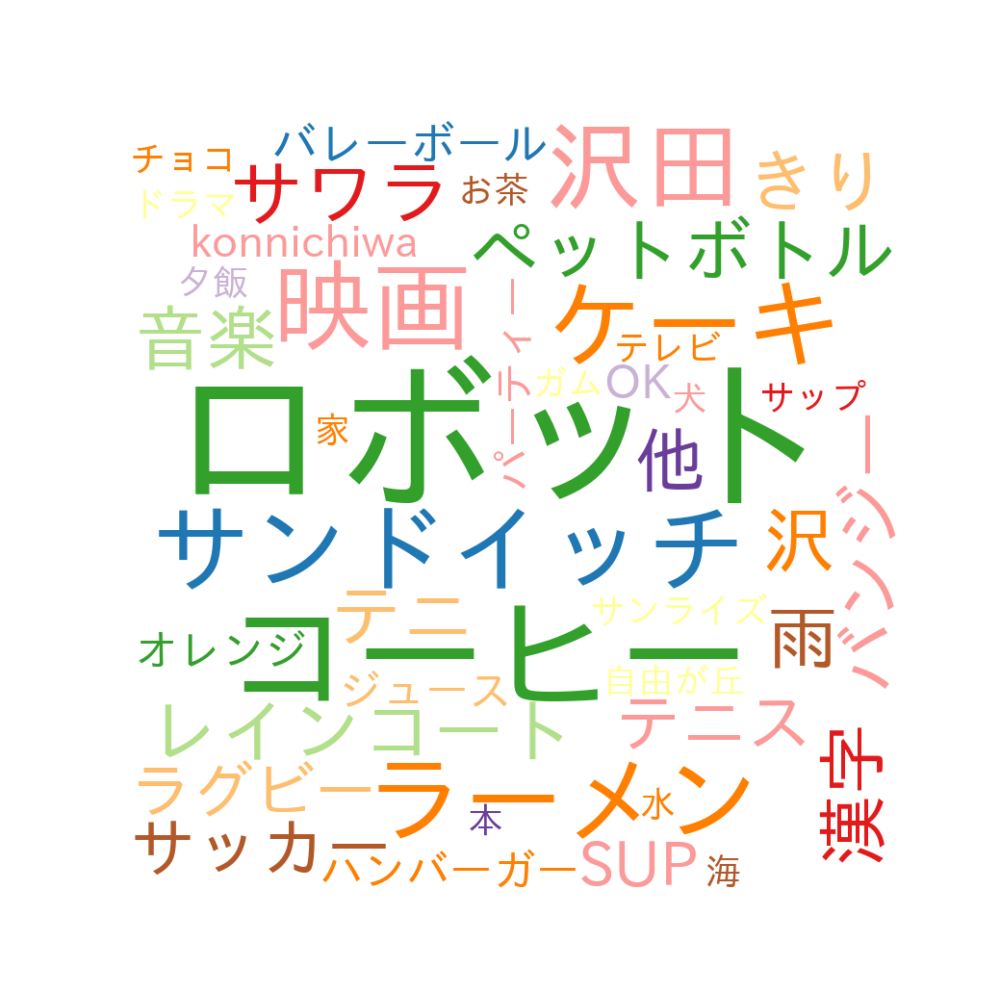 バレーボール
チョコ
サワラ
お茶
沢田
きり
ドラマ
konnichiwa
ペットボトル
夕飯
映画
音楽
パーティー
ケーキ
テレビ
ロボット
ガム
OK
犬
サップ
家
他
バンジー
サンドイッチ
沢
テニ
サンライズ
雨
コーヒー
オレンジ
ジュース
自由が丘
レインコート
テニス
漢字
ラグビー
ラーメン
本
水
サッカー
ハンバーガー
SUP
海